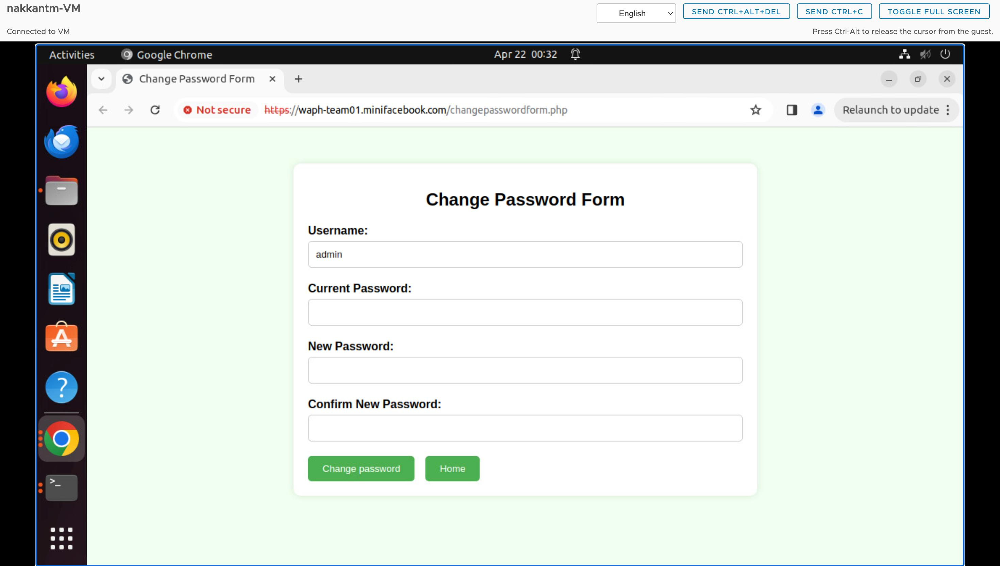 nakkantm-VM
English
SEND CTRL+ALT+DEL
SEND CTRL+C
TOGGLE FULL SCREEN
Connected to VM
Press Ctrl-Alt to release the cursor from the guest.
Activities
Google Chrome
Apr 22 00:32
Change Password Form
Not secure
https://waph-team01.minifacebook.com/changepasswordform.php
Relaunch to update
Change Password Form
Username:
admin
Current Password:
New Password:
Confirm New Password:
Change password
Home